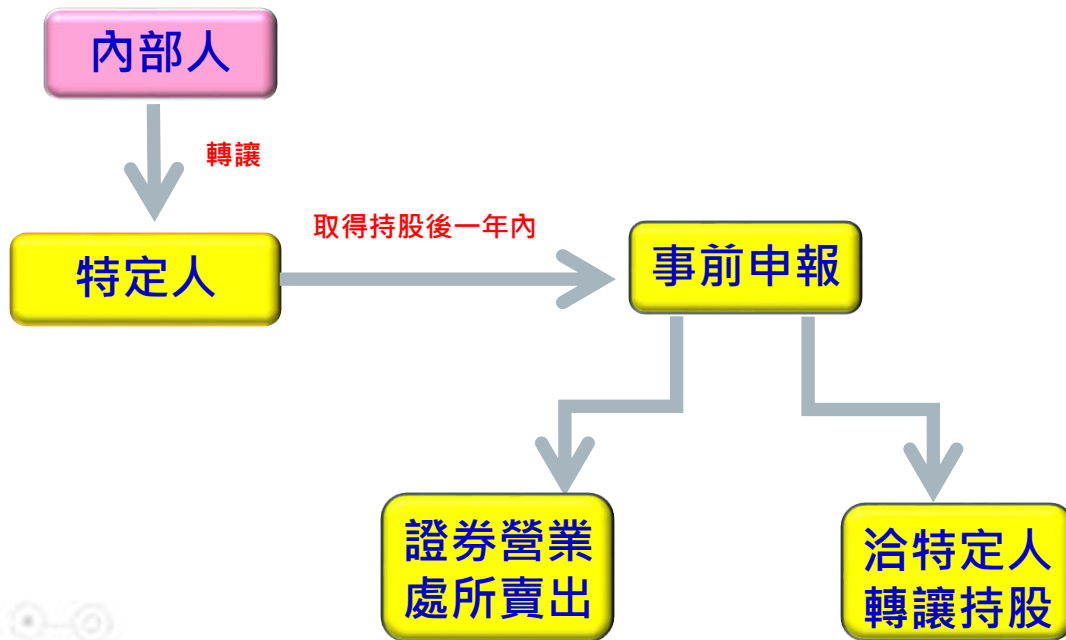 內部人
轉讓
取得持股後一年內
特定人
事前申報
證券營業
處所賣出
洽特定人
轉讓持股